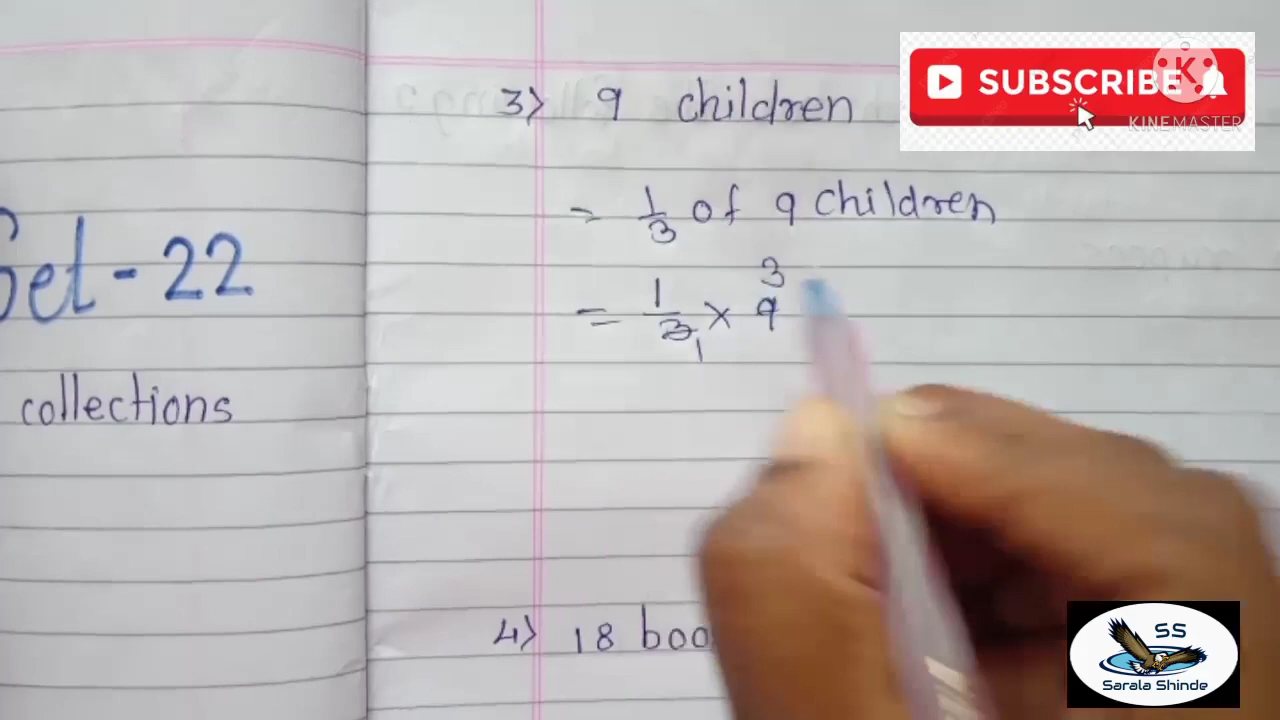 Set - 22
collections
3) 9 children
= 1/3 of 9 children
3
= 1/3 × 9
1
4) 18
SUBSCRIBE
K
KINEMASTER
SS
Sarala Shinde